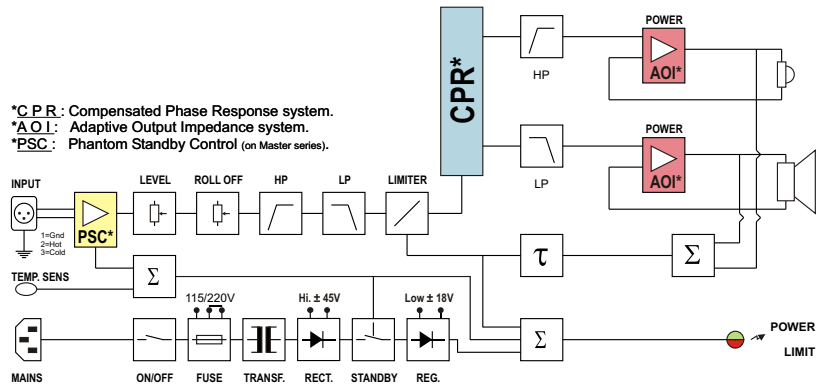 POWER
CPR*
HP
AOI*
*C P R : Compensated Phase Response system.
*A O I : Adaptive Output Impedance system.
*PSC : Phantom Standby Control (on Master series).
POWER
LP
AOI*
INPUT
LEVEL
ROLL OFF
HP
LP
LIMITER
PSC*
1=Gnd
2=Hot
3=Cold
τ
Σ
TEMP. SENS
Σ
115/220V
Hi. ± 45V
Low ± 18V
Σ
POWER
LIMIT
MAINS
ON/OFF
FUSE
TRANSF.
RECT.
STANDBY
REG.